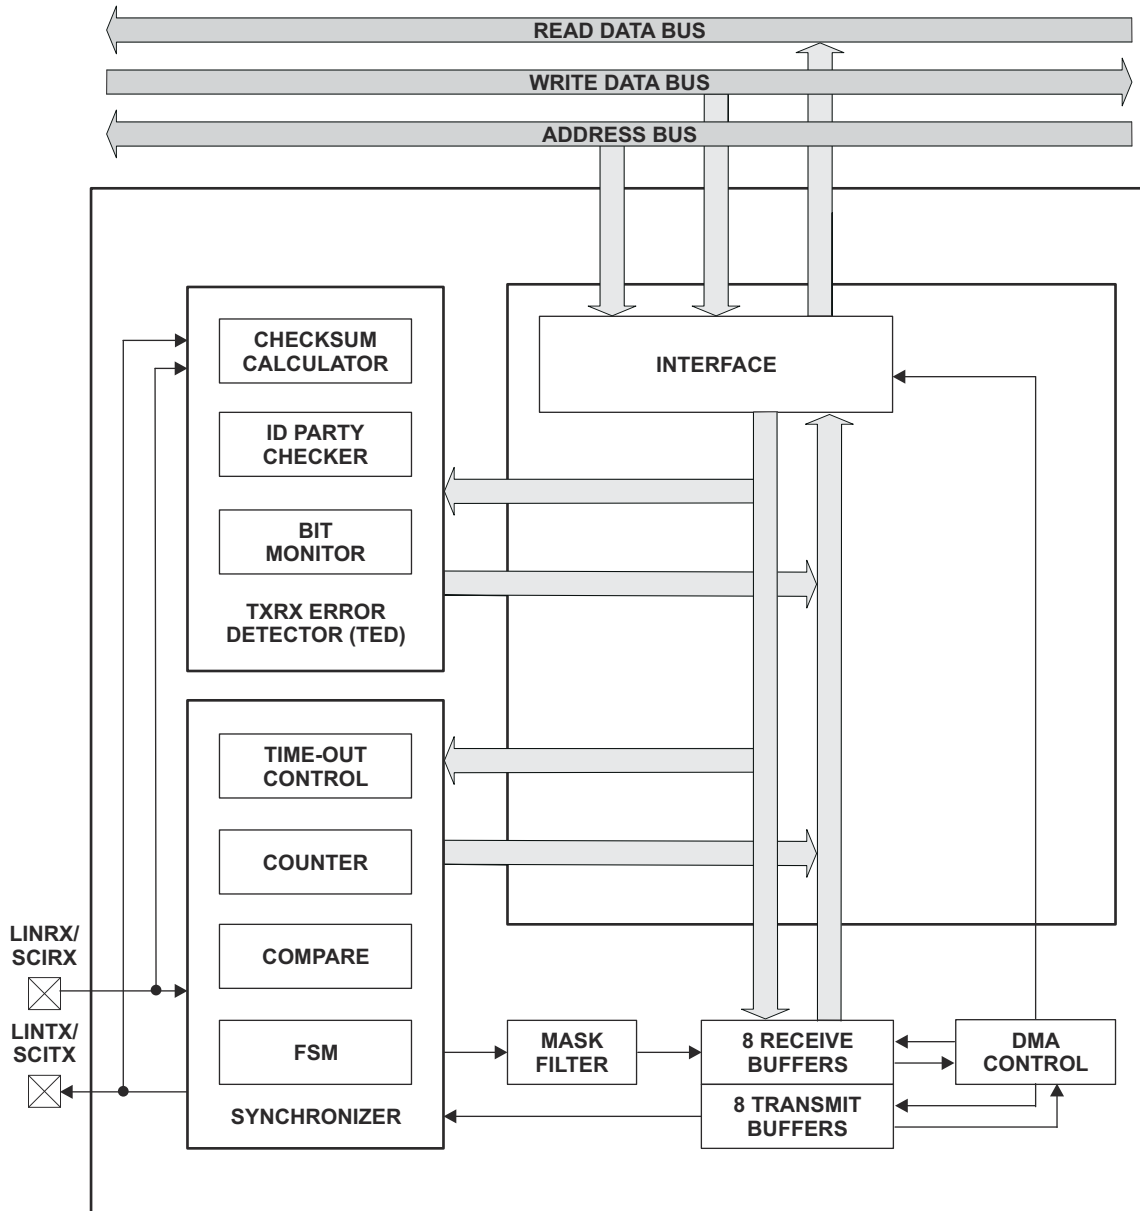 READ DATA BUS
WRITE DATA BUS
ADDRESS BUS
CHECKSUM
CALCULATOR
ID PARTY
CHECKER
BIT
MONITOR
TXRX ERROR
DETECTOR (TED)
INTERFACE
TIME-OUT
CONTROL
COUNTER
COMPARE
FSM
SYNCHRONIZER
LINRX/
SCIRX
LINTX/
SCITX
MASK
FILTER
8 RECEIVE
BUFFERS
8 TRANSMIT
BUFFERS
DMA
CONTROL